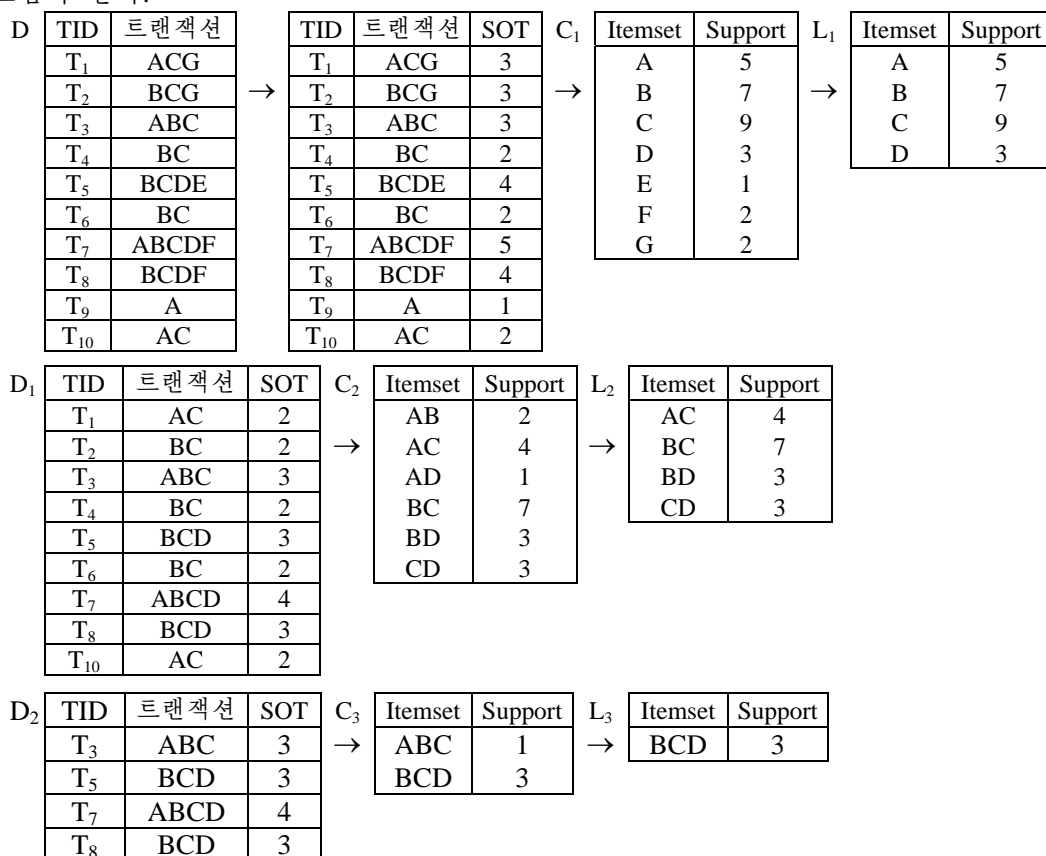 D TID 트랜잭션 TID 트랜잭션 SOT C1 Itemset Support L1 Itemset Support
T1 ACG T1 ACG 3 A 5 A 5
T2 BCG → T2 BCG 3 → B 7 → B 7
T3 ABC T3 ABC 3 C 9 C 9
T4 BC T4 BC 2 D 3 D 3
T5 BCDE T5 BCDE 4 E 1
T6 BC T6 BC 2 F 2
T7 ABCDF T7 ABCDF 5 G 2
T8 BCDF T8 BCDF 4
T9 A T9 A 1
T10 AC T10 AC 2
D1 TID 트랜잭션 SOT C2 Itemset Support L2 Itemset Support
T1 AC 2 AB 2 AC 4
T2 BC 2 → AC 4 → BC 7
T3 ABC 3 AD 1 BD 3
T4 BC 2 BC 7 CD 3
T5 BCD 3 BD 3
T6 BC 2 CD 3
T7 ABCD 4
T8 BCD 3
T10 AC 2
D2 TID 트랜잭션 SOT C3 Itemset Support L3 Itemset Support
T3 ABC 3 → ABC 1 → BCD 3
T5 BCD 3 BCD 3
T7 ABCD 4
T8 BCD 3